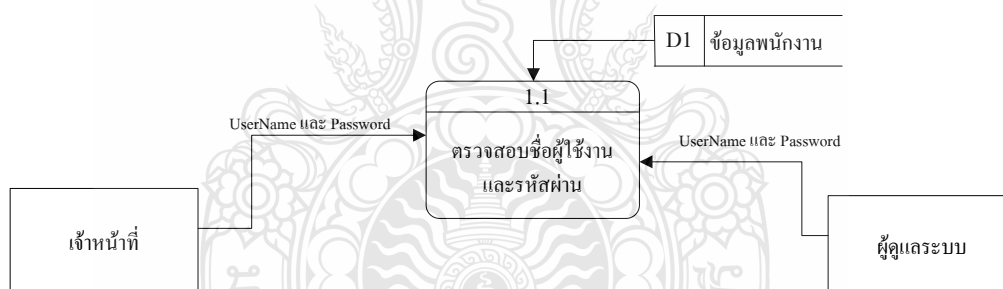 D1 ข้อมูลพนักงาน
1.1
UserName และ Password
ตรวจสอบชื่อผู้ใช้งาน
และรหัสผ่าน
UserName และ Password
เจ้าหน้าที่
ผู้ดูแลระบบ